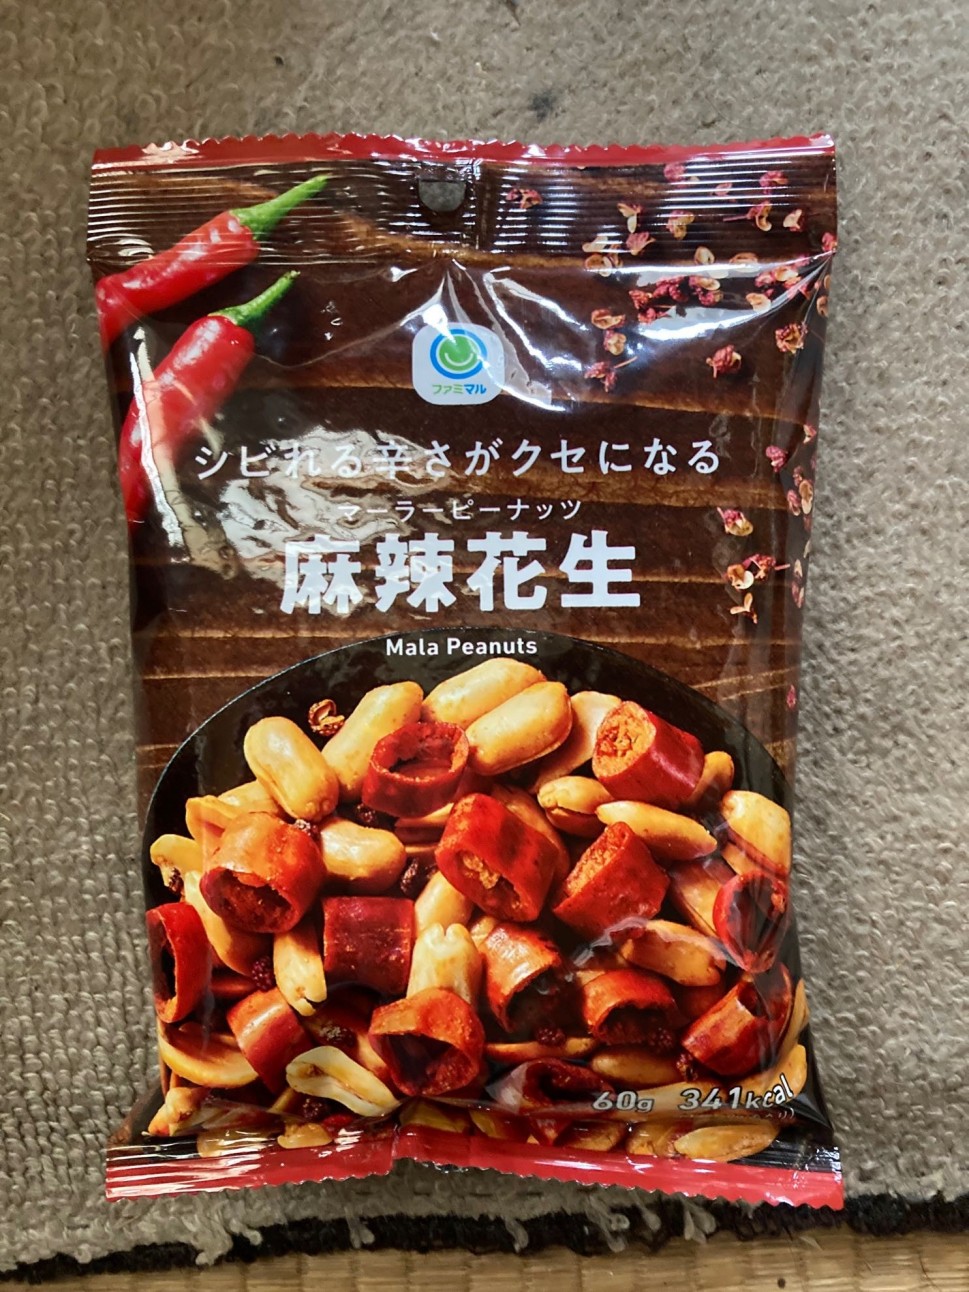 ファミマル
シビれる辛さがクセになる
マーラーピーナッツ
麻辣花生
Mala Peanuts
60g 341kcal